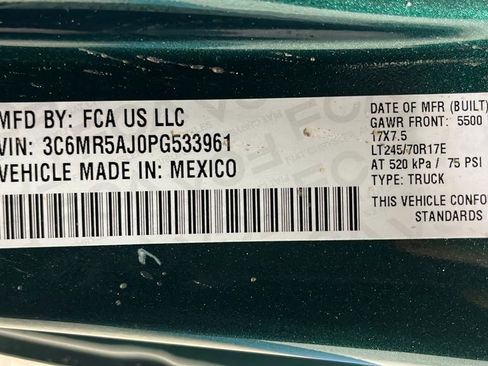 MFD BY: FCA US LLC
VIN: 3C6MR5AJ0PG533961
VEHICLE MADE IN: MEXICO
DATE OF MFR (BUILT)
GAWR FRONT: 5500
17X7.5
LT245/70R17E
AT 520 kPa / 75 PSI
TYPE: TRUCK
THIS VEHICLE CONFO
STANDARDS